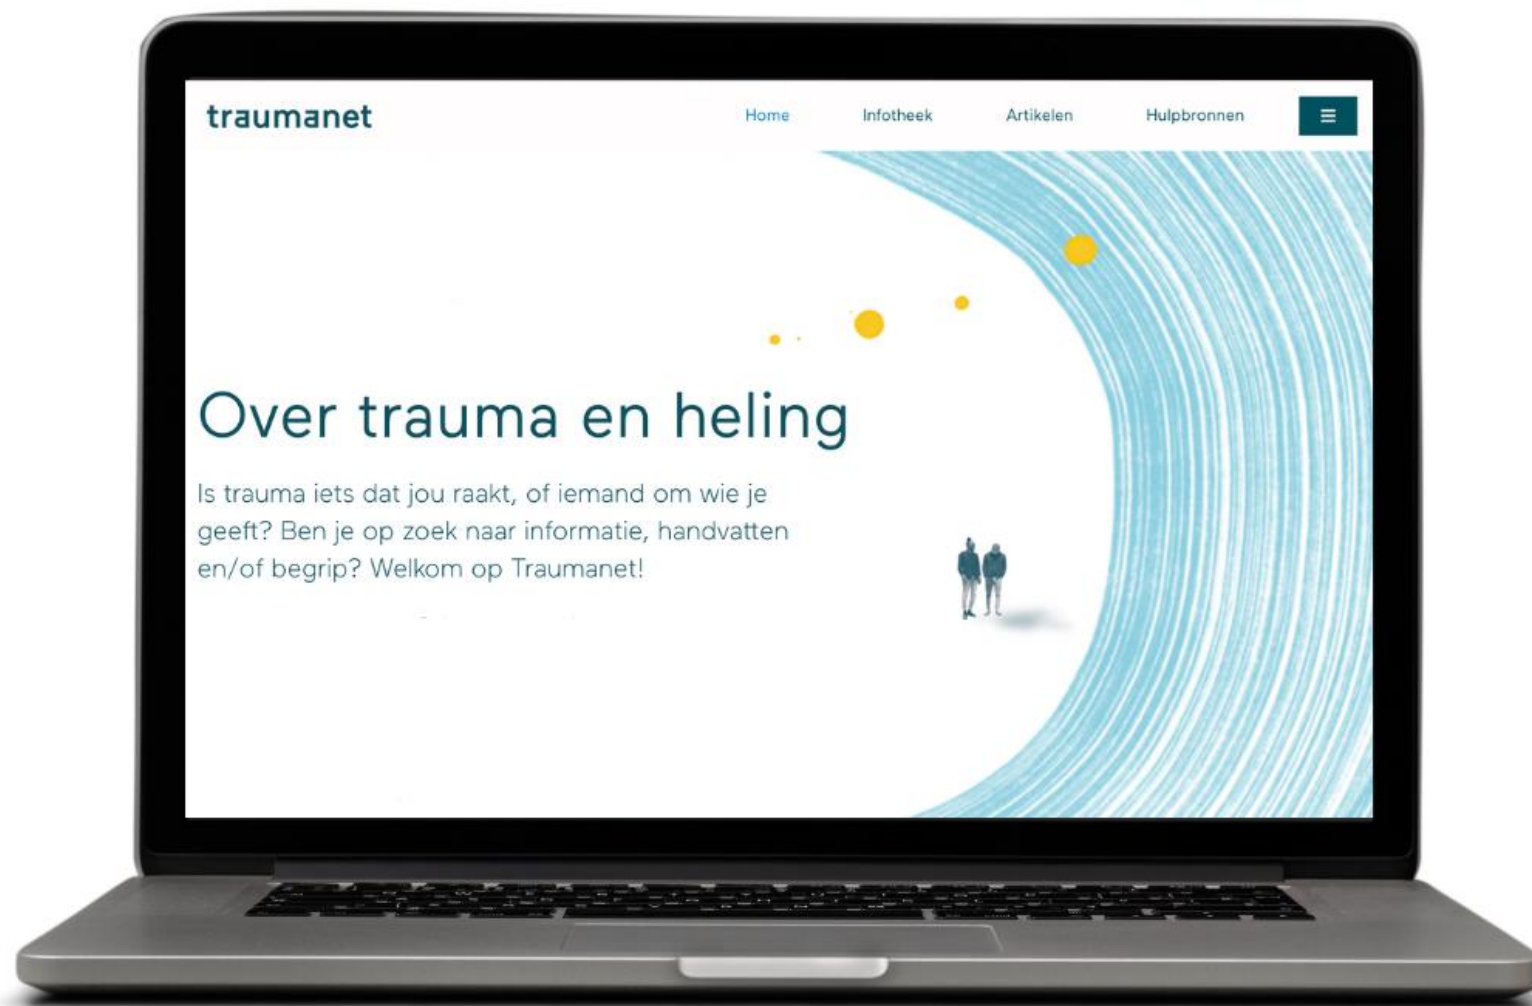 traumanet
Home Infotheek Artikelen Hulpbronnen
Over trauma en heling
Is trauma iets dat jou raakt, of iemand om wie je
geeft? Ben je op zoek naar informatie, handvatten
en/of begrip? Welkom op Traumanet!